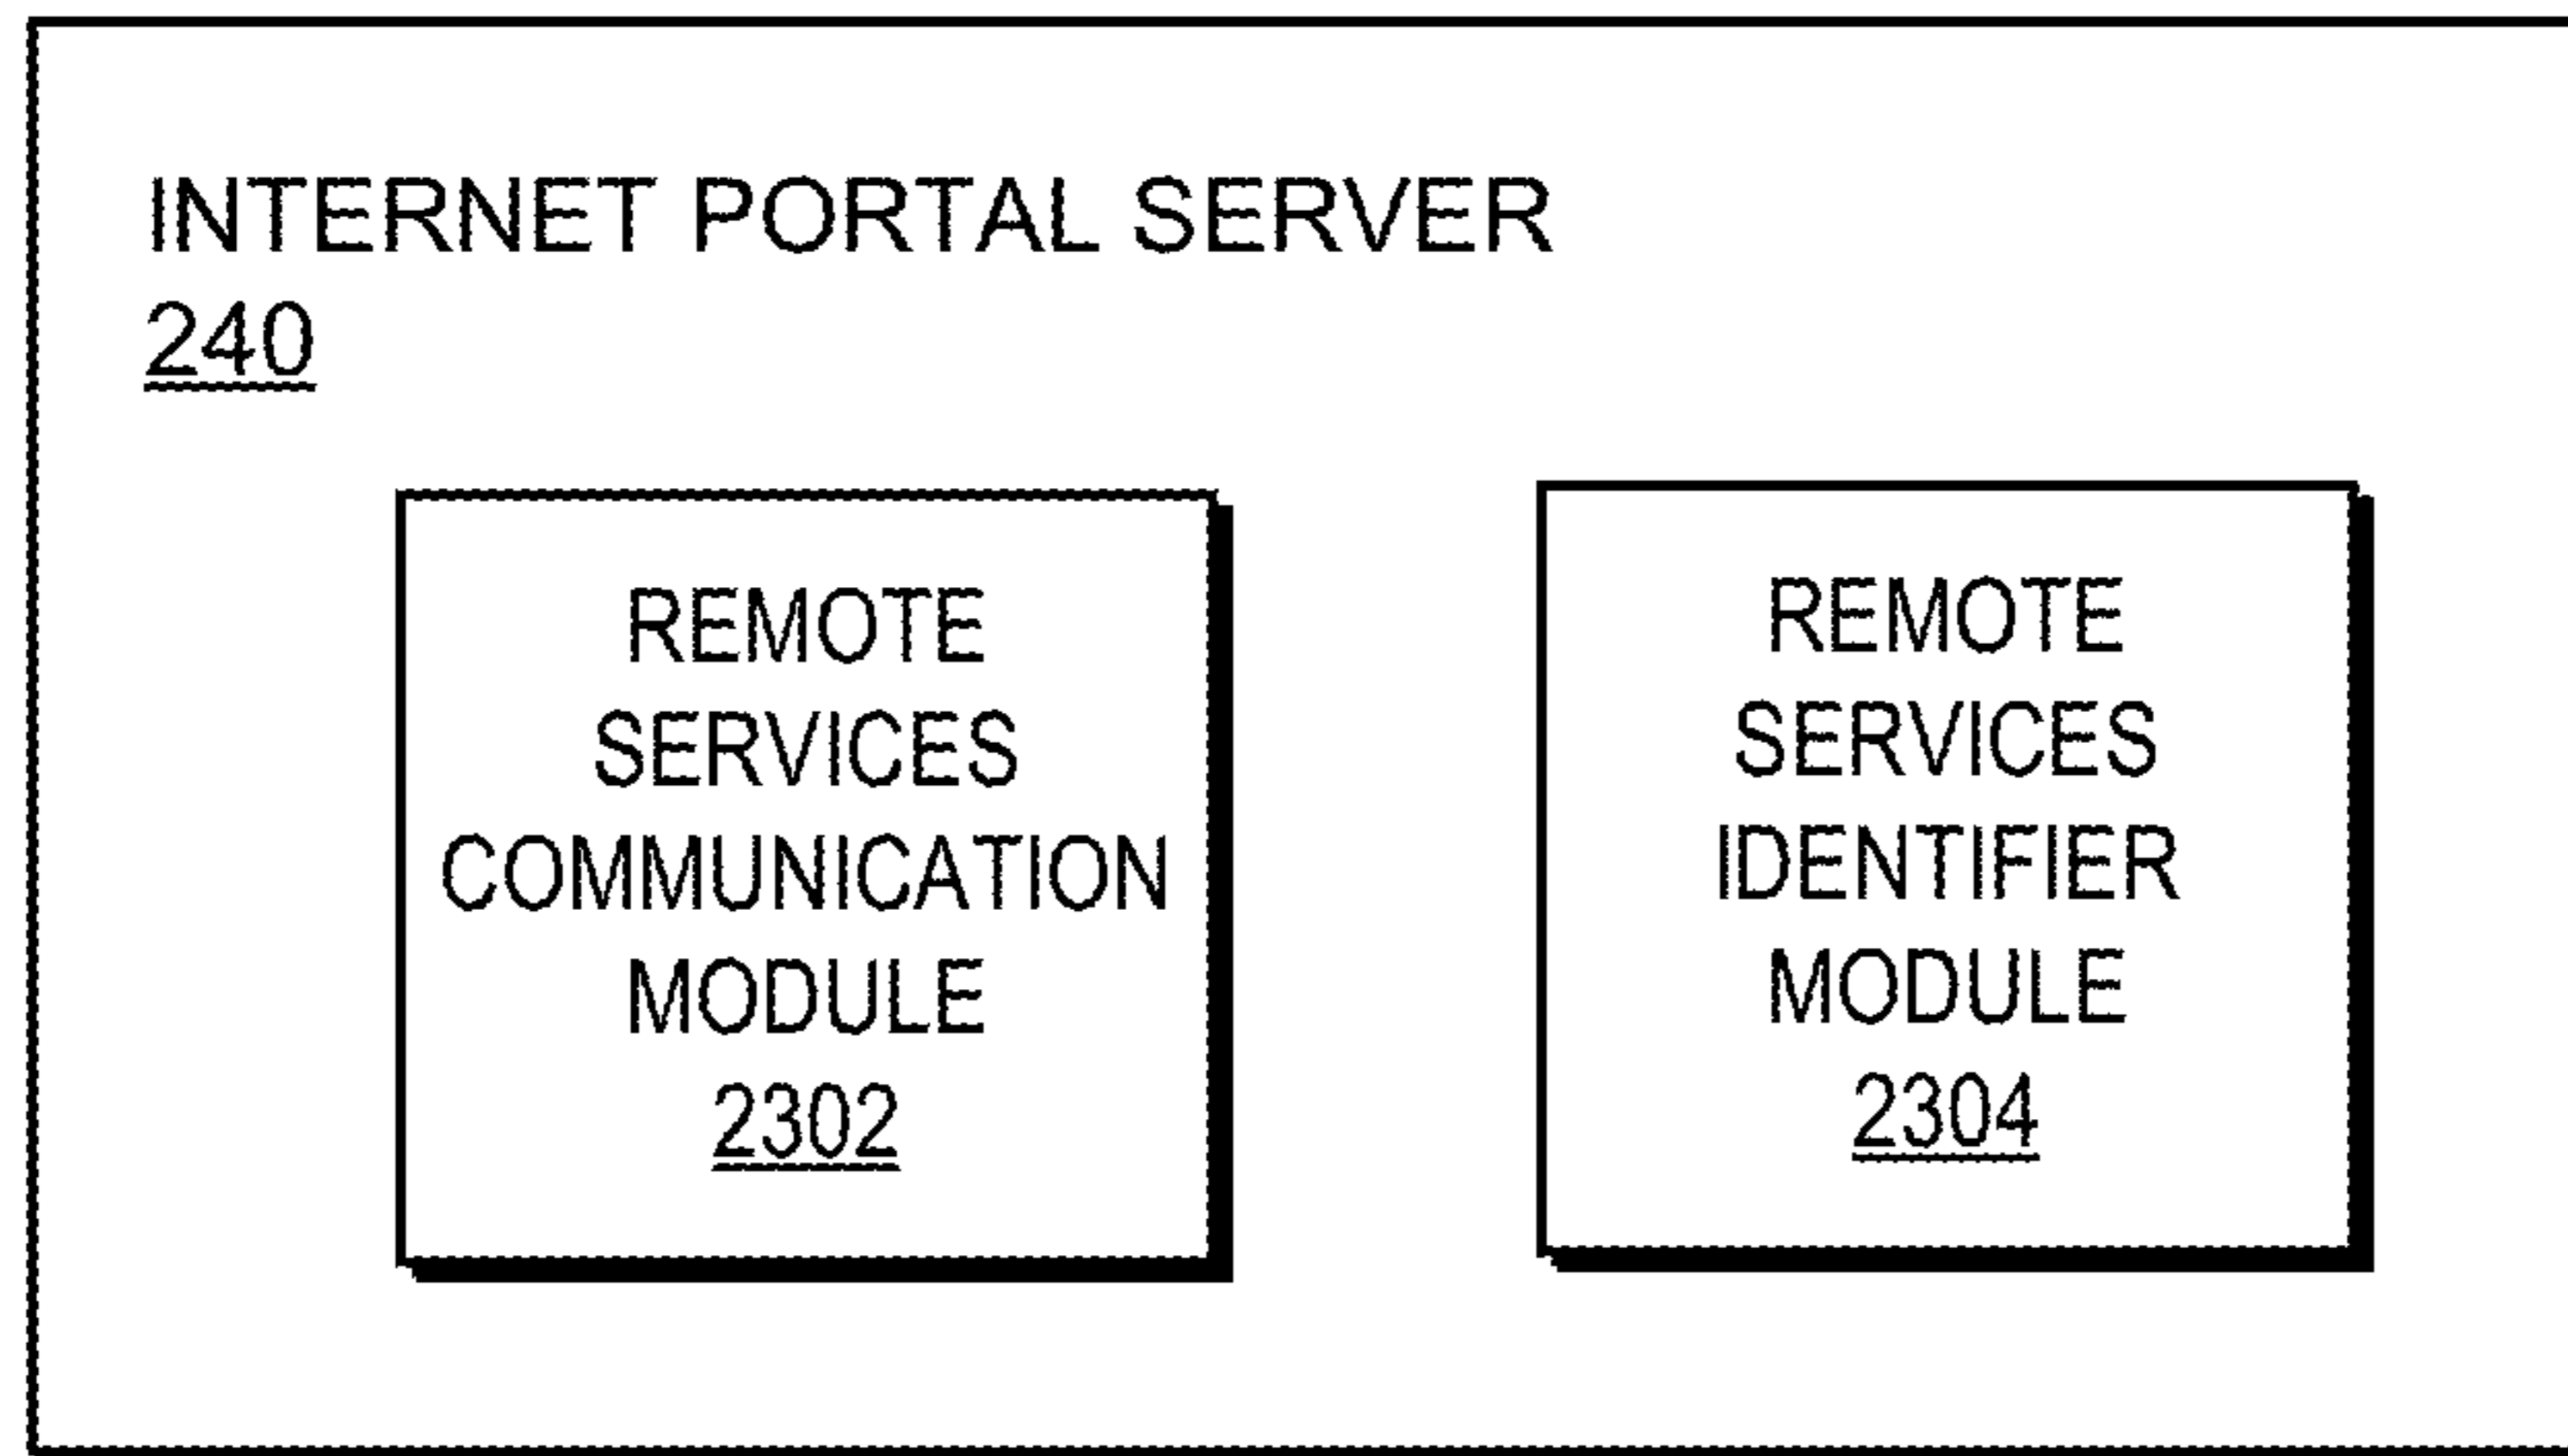 INTERNET PORTAL SERVER
240
REMOTE
SERVICES
COMMUNICATION
MODULE
2302
REMOTE
SERVICES
IDENTIFIER
MODULE
2304